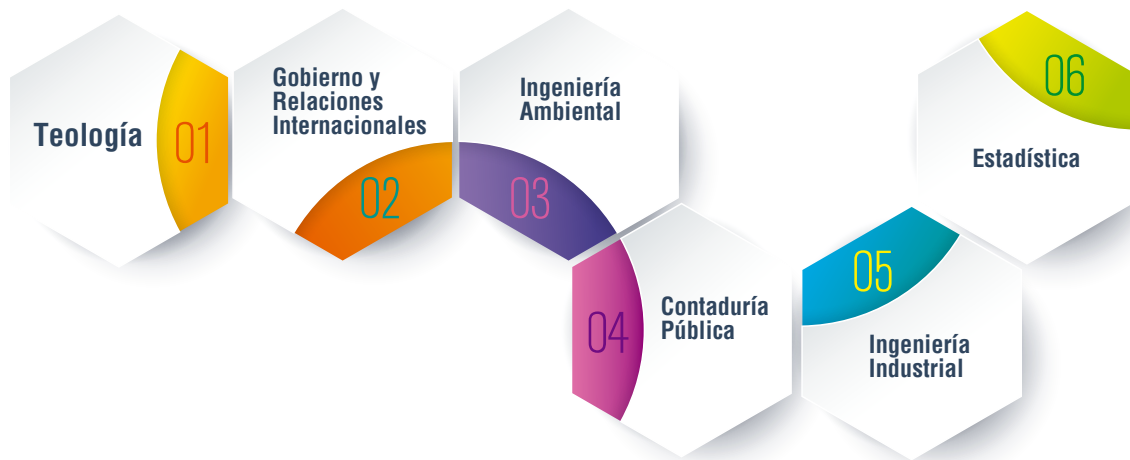 Teología
01
Gobierno y
Relaciones
Internacionales
02
Ingeniería
Ambiental
03
04
Contaduría
Pública
05
Ingeniería
Industrial
06
Estadística